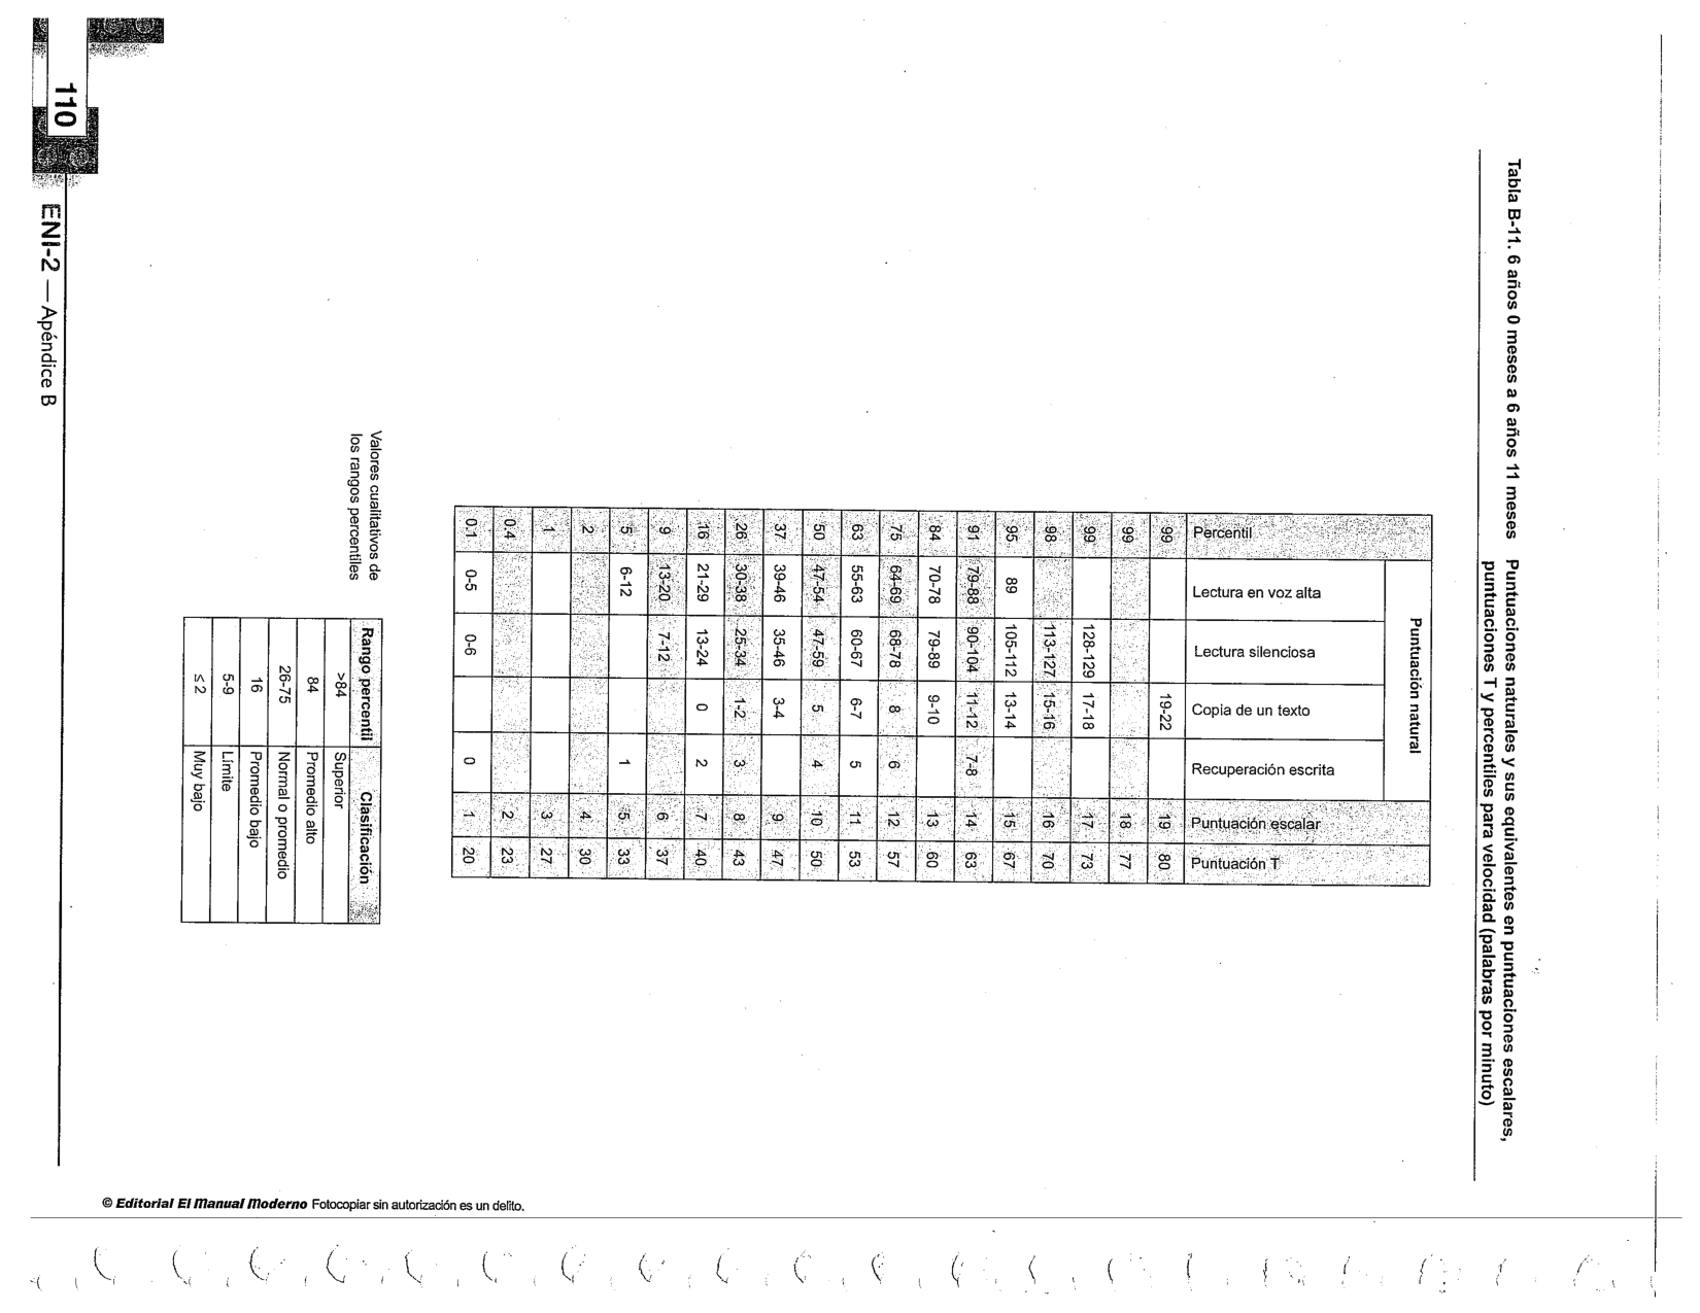 Tabla B-11. 6 años 0 meses a 6 años 11 meses Puntuaciones naturales y sus equivalentes en puntuaciones escalares,
puntuaciones T y percentiles para velocidad (palabras por minuto)
Puntuación natural
Percentil Lectura en voz alta Lectura silenciosa Copia de un texto Recuperación escrita Puntuación escalar Puntuación T
99 19-22 19 80
99 18 77
99 128-129 17-18 17 73
98 113-127 15-16 16 70
95 89 105-112 13-14 15 67
91 79-88 90-104 11-12 7-8 14 63
84 70-78 79-89 9-10 13 60
75 64-69 68-78 8 6 12 57
63 55-63 60-67 6-7 5 11 53
50 47-54 47-59 5 4 10 50
37 39-46 35-46 3-4 9 47
26 30-38 25-34 1-2 3 8 43
16 21-29 13-24 0 2 7 40
9 13-20 7-12 6 37
5 6-12 1 5 33
2 4 30
1 3 27
0.4 2 23
0.1 0-5 0-6 0 1 20
Valores cualitativos de
los rangos percentiles
Rango percentil Clasificación
>84 Superior
84 Promedio alto
26-75 Normal o promedio
16 Promedio bajo
5-9 Límite
≤ 2 Muy bajo
110
ENI-2 — Apéndice B
© Editorial El Manual Moderno Fotocopiar sin autorización es un delito.